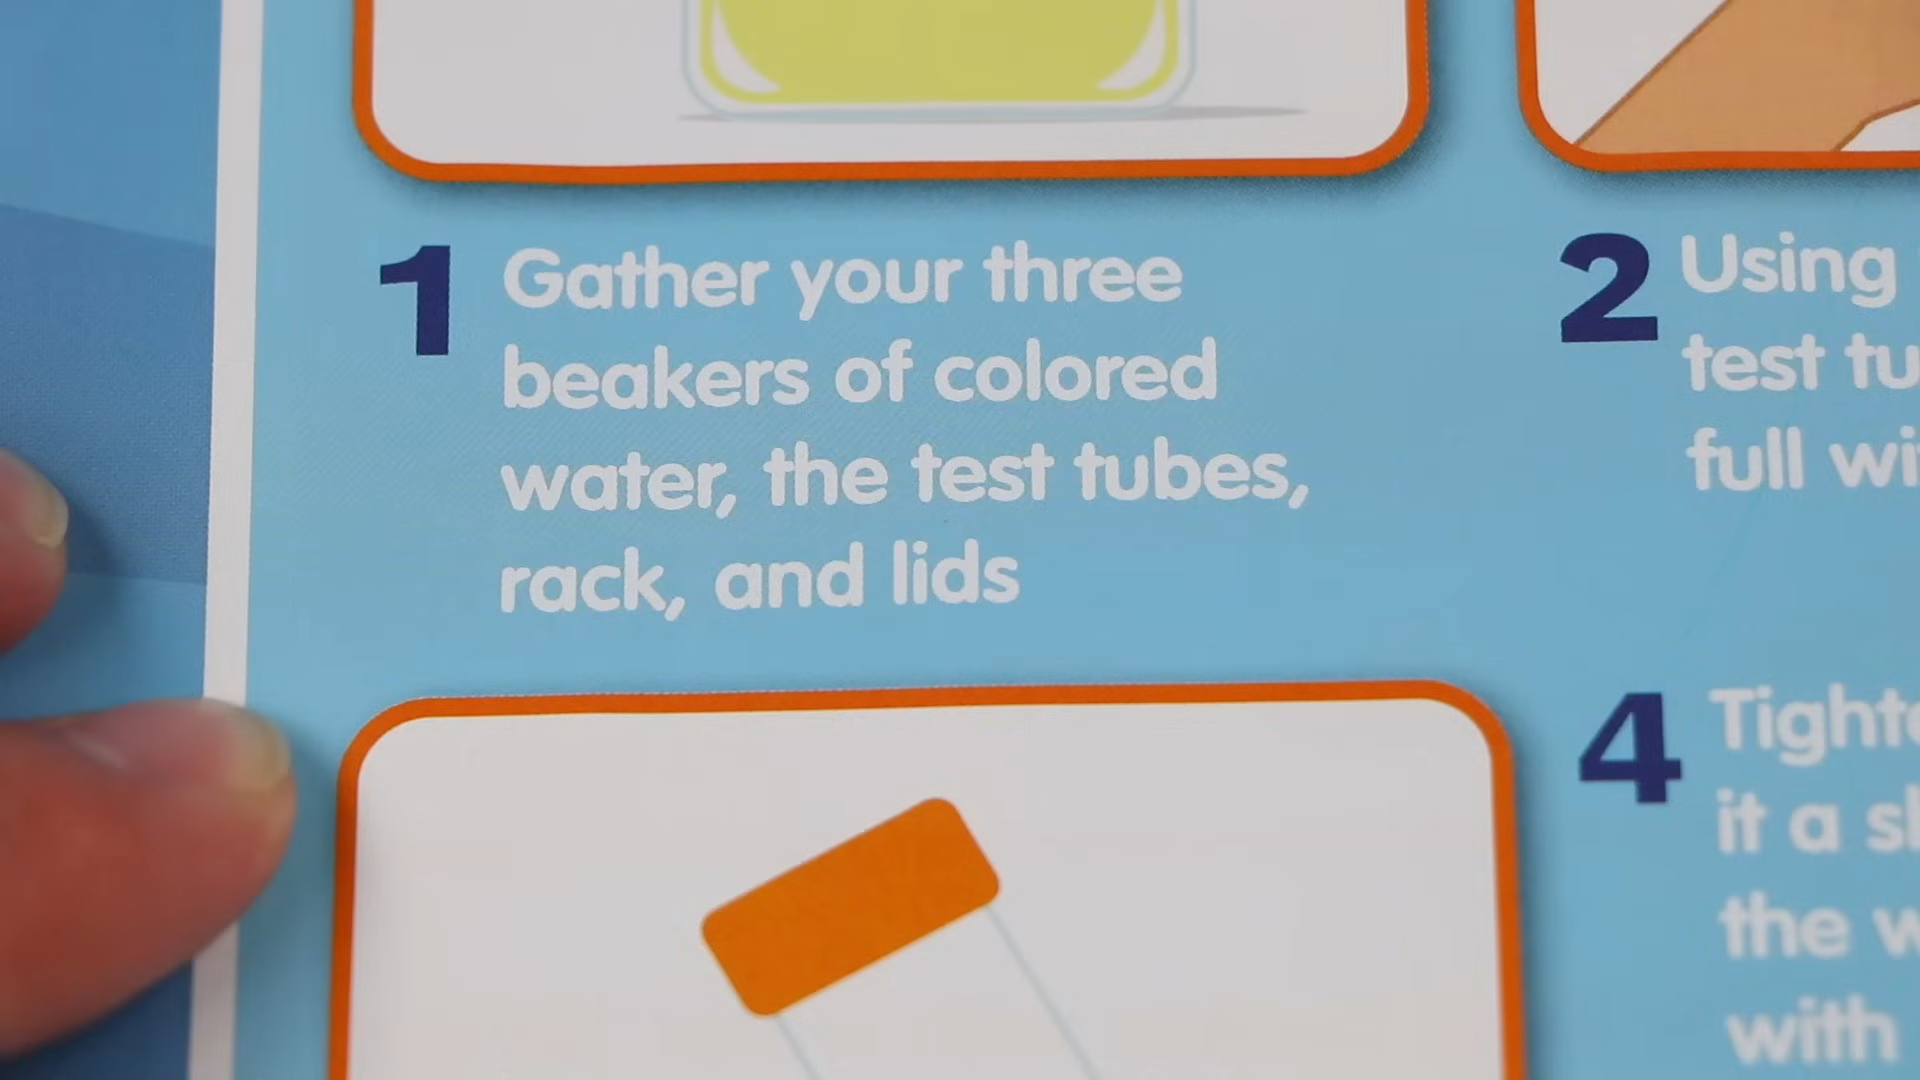 1 Gather your three
beakers of colored
water, the test tubes,
rack, and lids
2 Using
test
full
4
it a
the
with